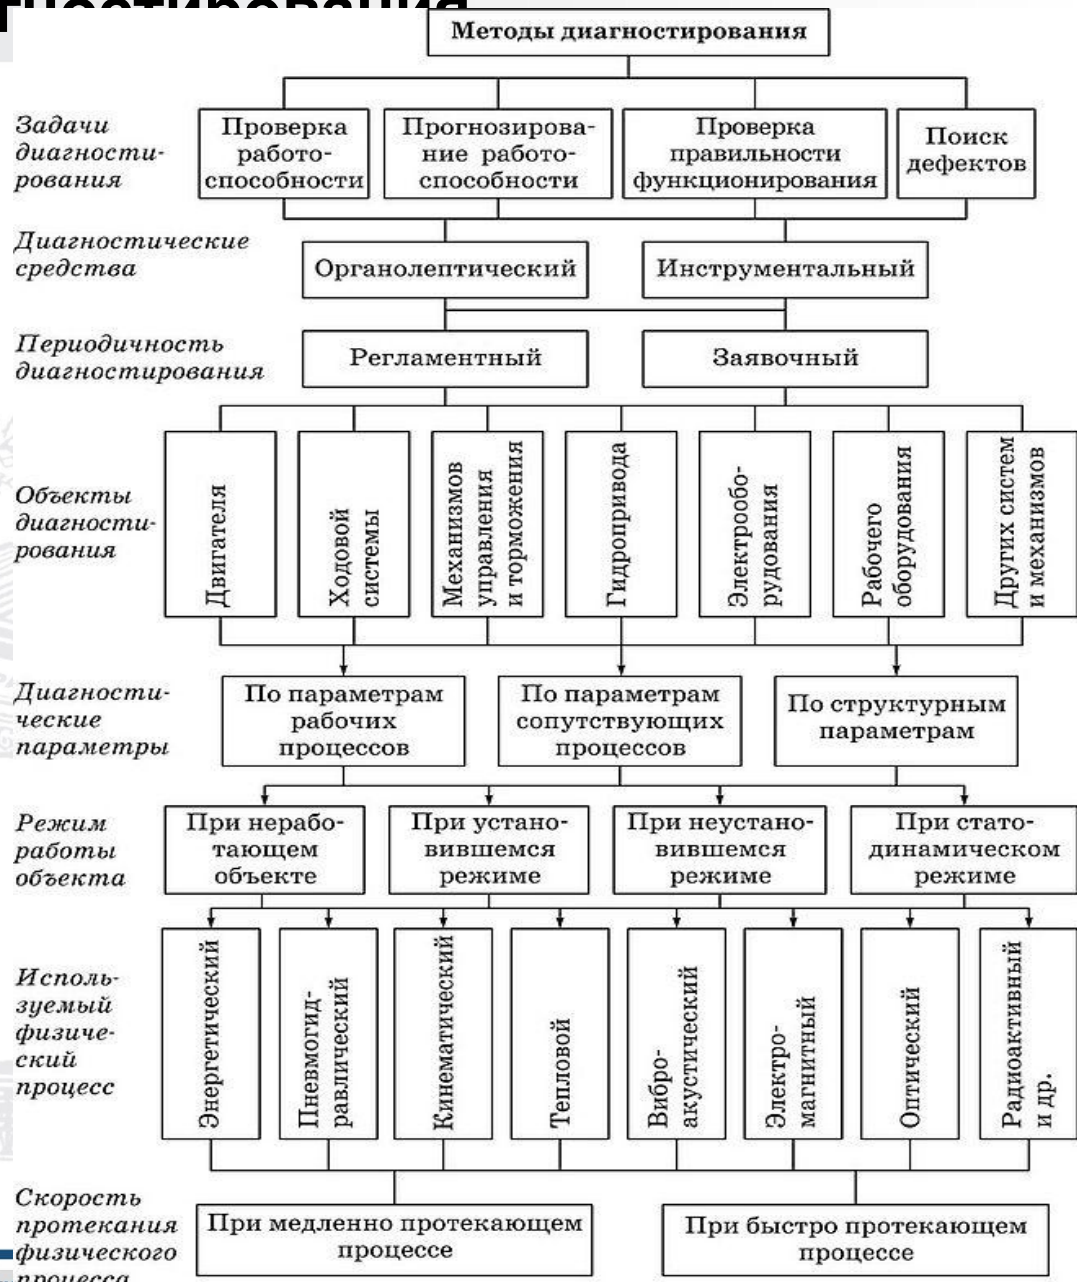 Методы диагностирования
Задачи
диагности-
рования
Проверка
работо-
способности
Прогнозирова-
ние работо-
способности
Проверка
правильности
функционирования
Поиск
дефектов
Диагностические
средства
Органолептический
Инструментальный
Периодичность
диагностирования
Регламентный
Заявочный
Объекты
диагности-
рования
Двигателя
Ходовой
системы
Механизмов
управления
и торможения
Гидропривода
Электрообо-
рудования
Рабочего
оборудования
Других систем
и механизмов
Диагности-
ческие
параметры
По параметрам
рабочих
процессов
По параметрам
сопутствующих
процессов
По структурным
параметрам
Режим
работы
объекта
При нерабо-
тающем
объекте
При устано-
вившемся
режиме
При неустано-
вившемся
режиме
При стато-
динамическом
режиме
Исполь-
зуемый
физиче-
ский
процесс
Энергетический
Пневмогид-
равлический
Кинематический
Тепловой
Вибро-
акустический
Электро-
магнитный
Оптический
Радиоактивный
и др.
Скорость
протекания
физического
процесса
При медленно протекающем
процессе
При быстро протекающем
процессе